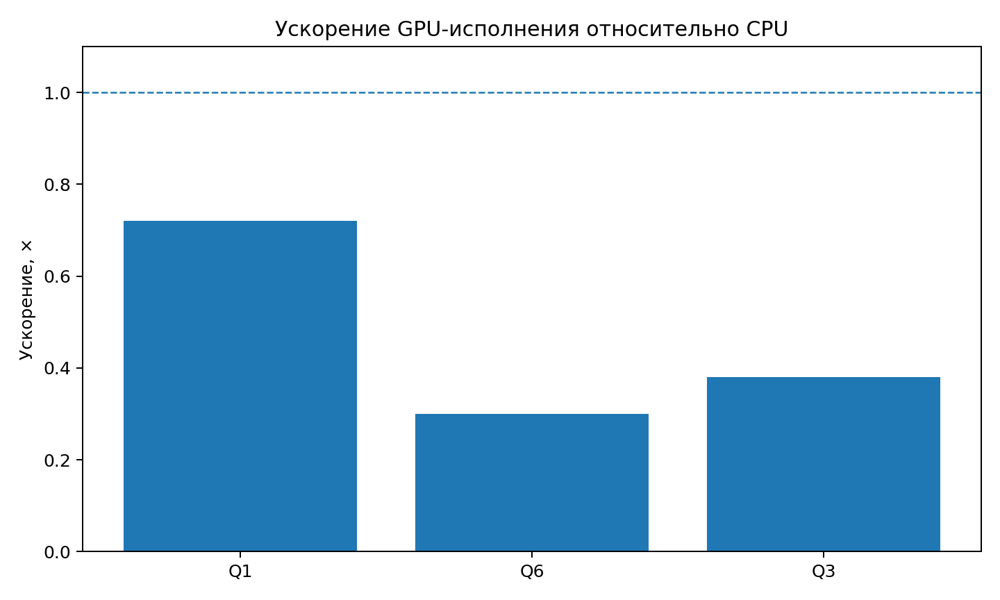 Ускорение GPU-исполнения относительно CPU
Ускорение, ×
1.0
0.8
0.6
0.4
0.2
0.0
Q1
Q6
Q3